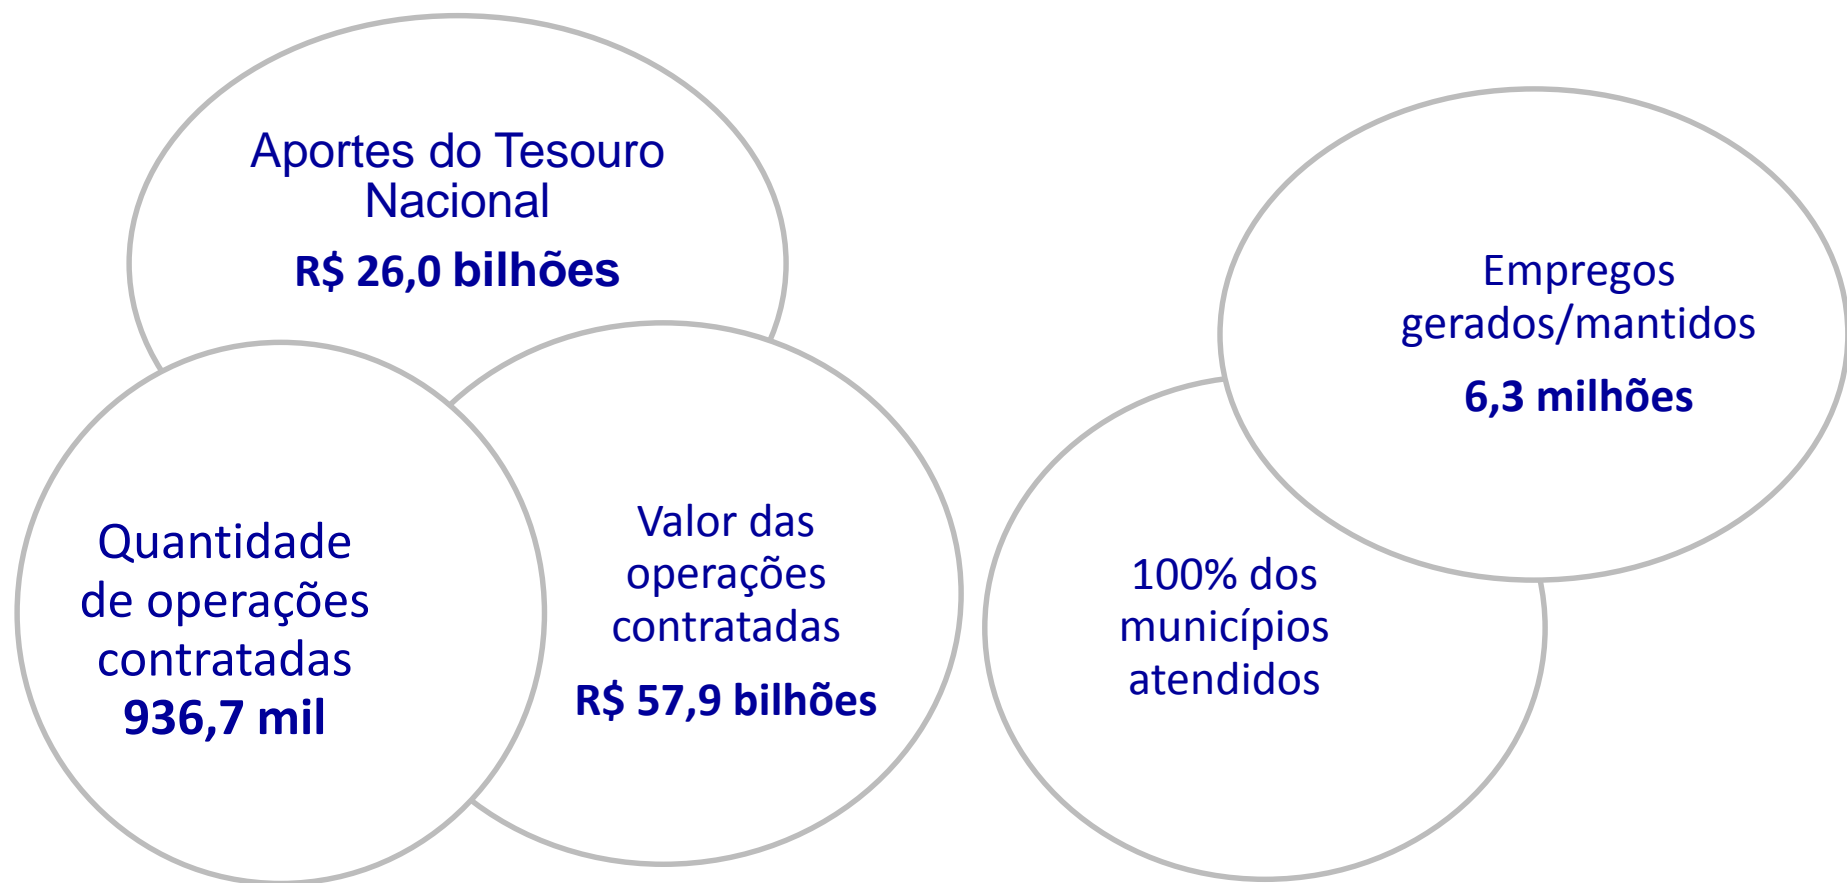 Aportes do Tesouro
Nacional
R$ 26,0 bilhões
Quantidade
de operações
contratadas
936,7 mil
Valor das
operações
contratadas
R$ 57,9 bilhões
Empregos
gerados/mantidos
6,3 milhões
100% dos
municípios
atendidos